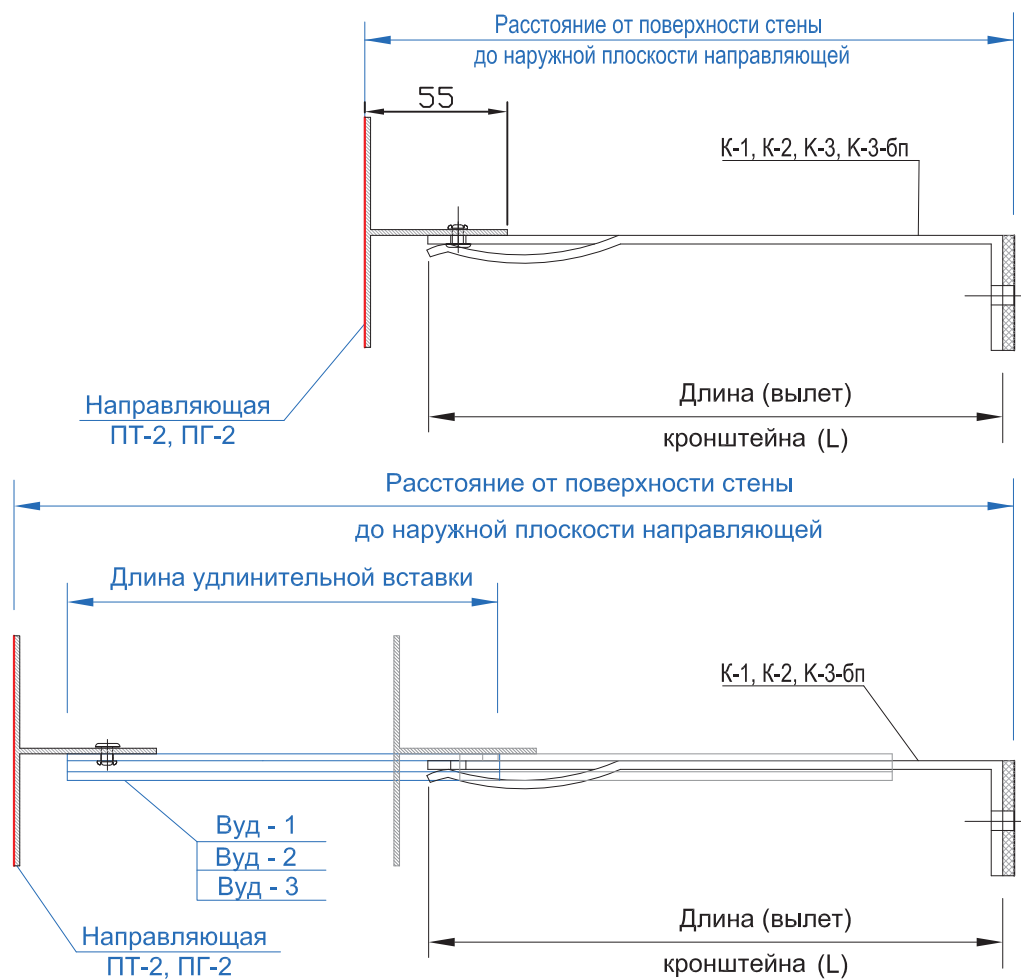 Расстояние от поверхности стены
до наружной плоскости направляющей
55
К-1, К-2, К-3, К-3-бп
Направляющая
ПТ-2, ПГ-2
Длина (вылет)
кронштейна (L)
Расстояние от поверхности стены
до наружной плоскости направляющей
Длина удлинительной вставки
К-1, К-2, К-3-бп
Вуд - 1
Вуд - 2
Вуд - 3
Направляющая
ПТ-2, ПГ-2
Длина (вылет)
кронштейна (L)